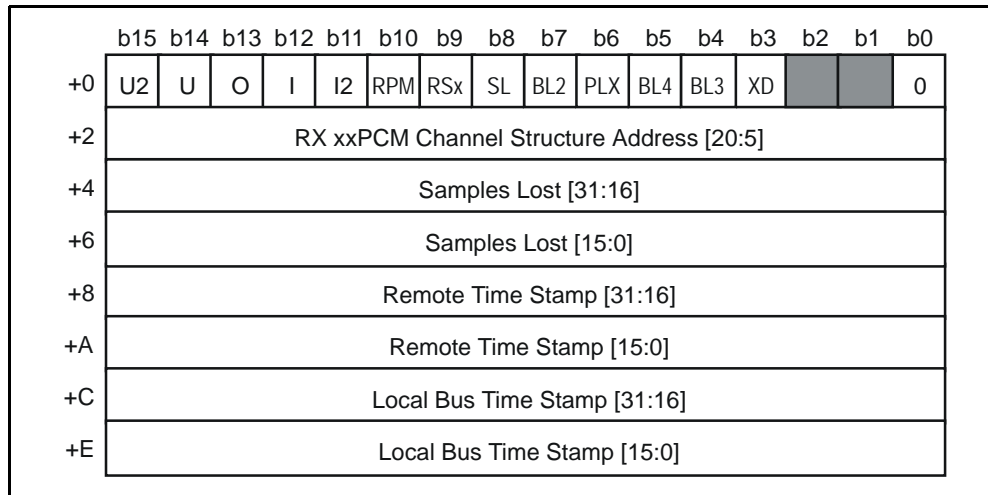 b15 b14 b13 b12 b11 b10 b9 b8 b7 b6 b5 b4 b3 b2 b1 b0
+0 U2 U O I I2 RPM RSx SL BL2 PLX BL4 BL3 XD 0
+2 RX xxPCM Channel Structure Address [20:5]
+4 Samples Lost [31:16]
+6 Samples Lost [15:0]
+8 Remote Time Stamp [31:16]
+A Remote Time Stamp [15:0]
+C Local Bus Time Stamp [31:16]
+E Local Bus Time Stamp [15:0]